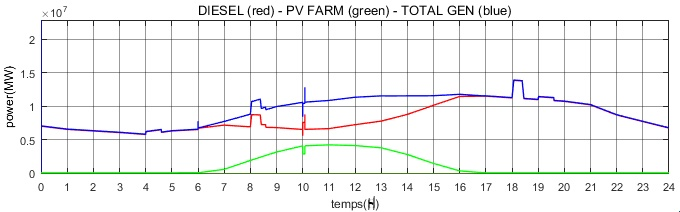 DIESEL (red) - PV FARM (green) - TOTAL GEN (blue)
×10⁷
2
1.5
1
0.5
0
power(MW)
0 1 2 3 4 5 6 7 8 9 10 11 12 13 14 15 16 17 18 19 20 21 22 23 24
temps(H)